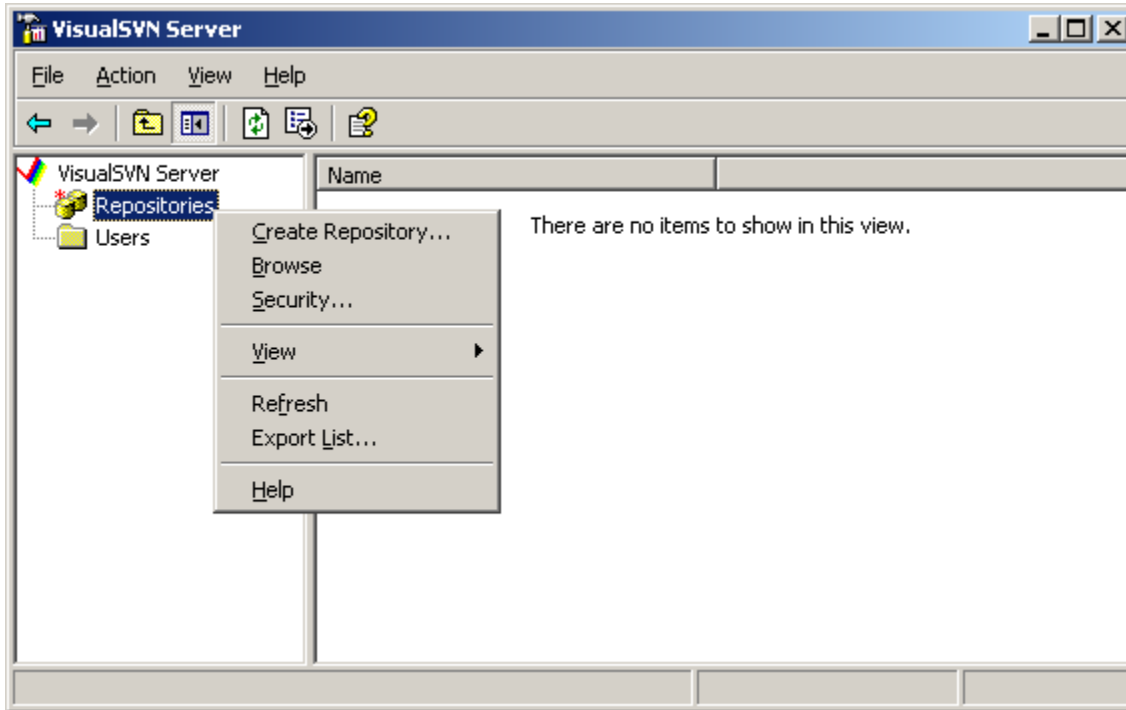 VisualSVN Server
File Action View Help
VisualSVN Server
Name
Repositories
There are no items to show in this view.
Users
Create Repository...
Browse
Security...
View
Refresh
Export List...
Help